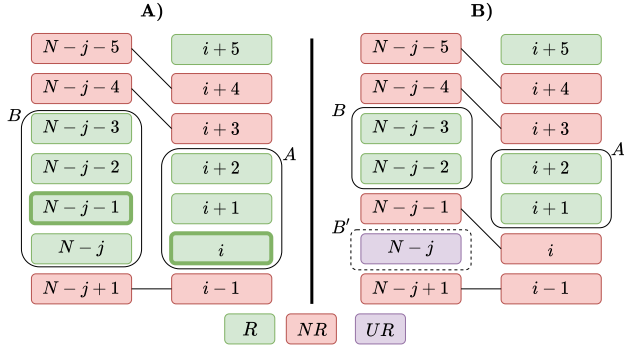 A)
B)
N − j − 5 i + 5 N − j − 5 i + 5
N − j − 4 i + 4 N − j − 4 i + 4
B N − j − 3 i + 3 B N − j − 3 i + 3
N − j − 2 i + 2 A N − j − 2 i + 2 A
N − j − 1 i + 1 N − j − 1 i + 1
N − j i B′ N − j i
N − j + 1 i − 1 N − j + 1 i − 1
R NR UR